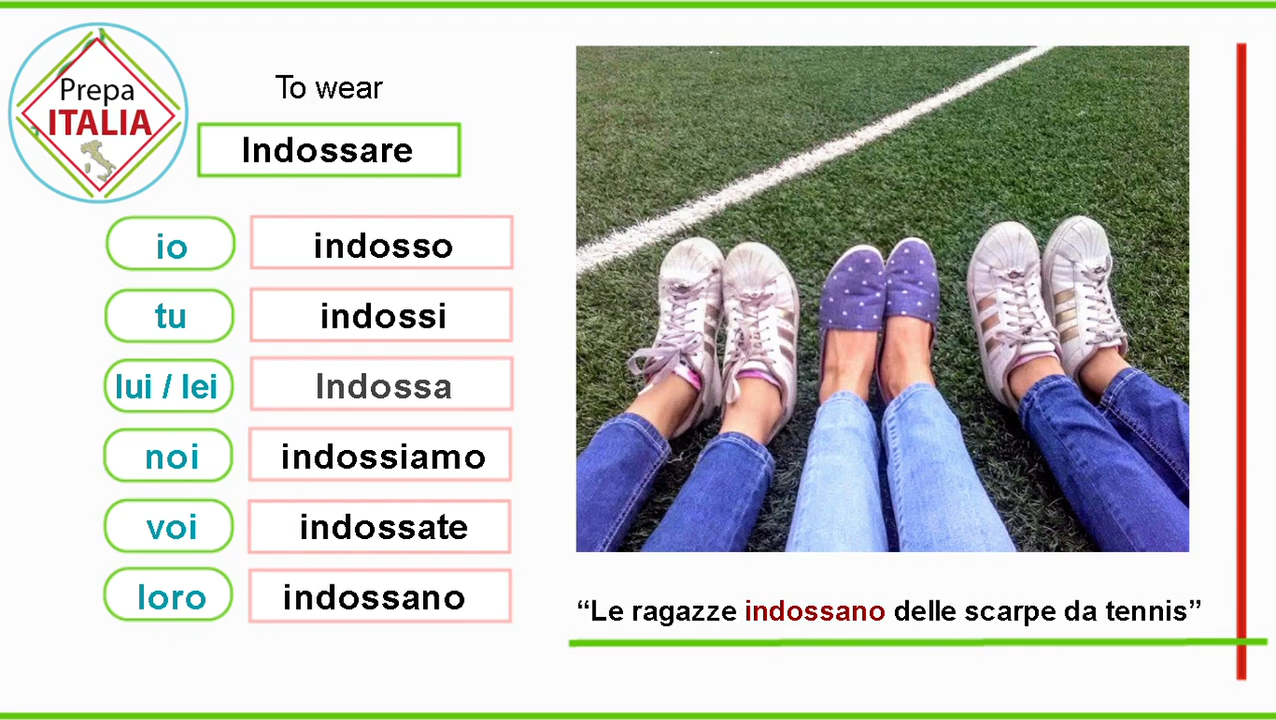 Prepa
ITALIA
To wear
Indossare
io indosso
tu indossi
lui / lei Indossa
noi indossiamo
voi indossate
loro indossano
“Le ragazze indossano delle scarpe da tennis”